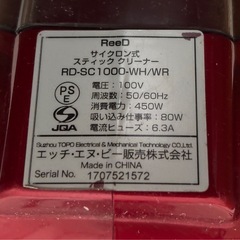 ReeD
サイクロン式
スティック クリーナー
RD-SC1000-WH/WR
電圧：100V
周波数：50/60Hz
消費電力：450W
吸い込み仕事率：80W
電流ヒューズ：6.3A
PS
E
JQA
Suzhou TOPO Electrical & Mechanical Technology CO.,LTD
エッチ・エヌ・ピー販売株式会社
Made in CHINA
Serial No. 1707521572